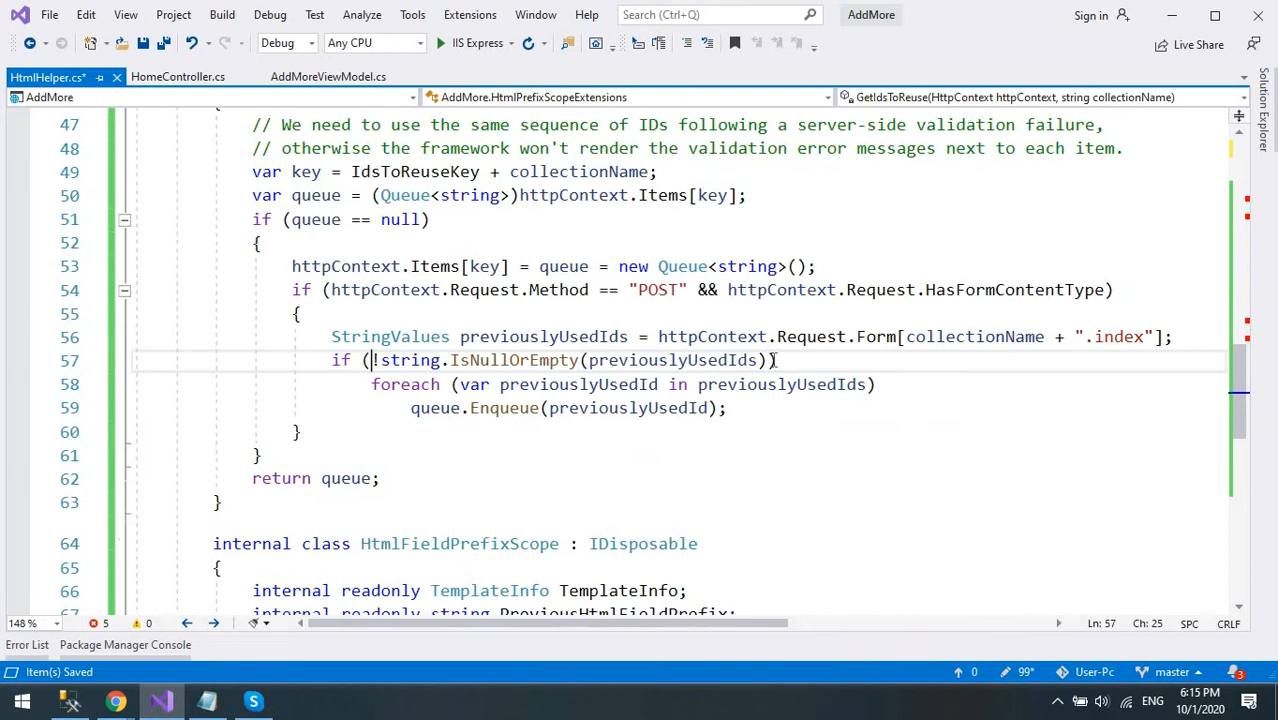 File Edit View Project Build Debug Test Analyze Tools Extensions Window Help Search (Ctrl+Q) AddMore Sign in
Debug Any CPU IIS Express Live Share
HtmlHelper.cs* HomeController.cs AddMoreViewModel.cs
AddMore AddMore.HtmlPrefixScopeExtensions GetIdsToReuse(HttpContext httpContext, string collectionName)
Solution Explorer
47 // We need to use the same sequence of IDs following a server-side validation failure,
48 // otherwise the framework won't render the validation error messages next to each item.
49 var key = IdsToReuseKey + collectionName;
50 var queue = (Queue<string>)httpContext.Items[key];
51 if (queue == null)
52 {
53 httpContext.Items[key] = queue = new Queue<string>();
54 if (httpContext.Request.Method == "POST" && httpContext.Request.HasFormContentType)
55 {
56 StringValues previouslyUsedIds = httpContext.Request.Form[collectionName + ".index"];
57 if (!string.IsNullOrEmpty(previouslyUsedIds))
58 foreach (var previouslyUsedId in previouslyUsedIds)
59 queue.Enqueue(previouslyUsedId);
60 }
61 }
62 return queue;
63 }
64 internal class HtmlFieldPrefixScope : IDisposable
65 {
66 internal readonly TemplateInfo TemplateInfo;
67 internal readonly string PreviousHtmlFieldPrefix;
148 % 5 0 Ln: 57 Ch: 25 SPC CRLF
Error List Package Manager Console
Item(s) Saved 0 99* User-Pc master 3
ENG 6:15 PM
10/1/2020